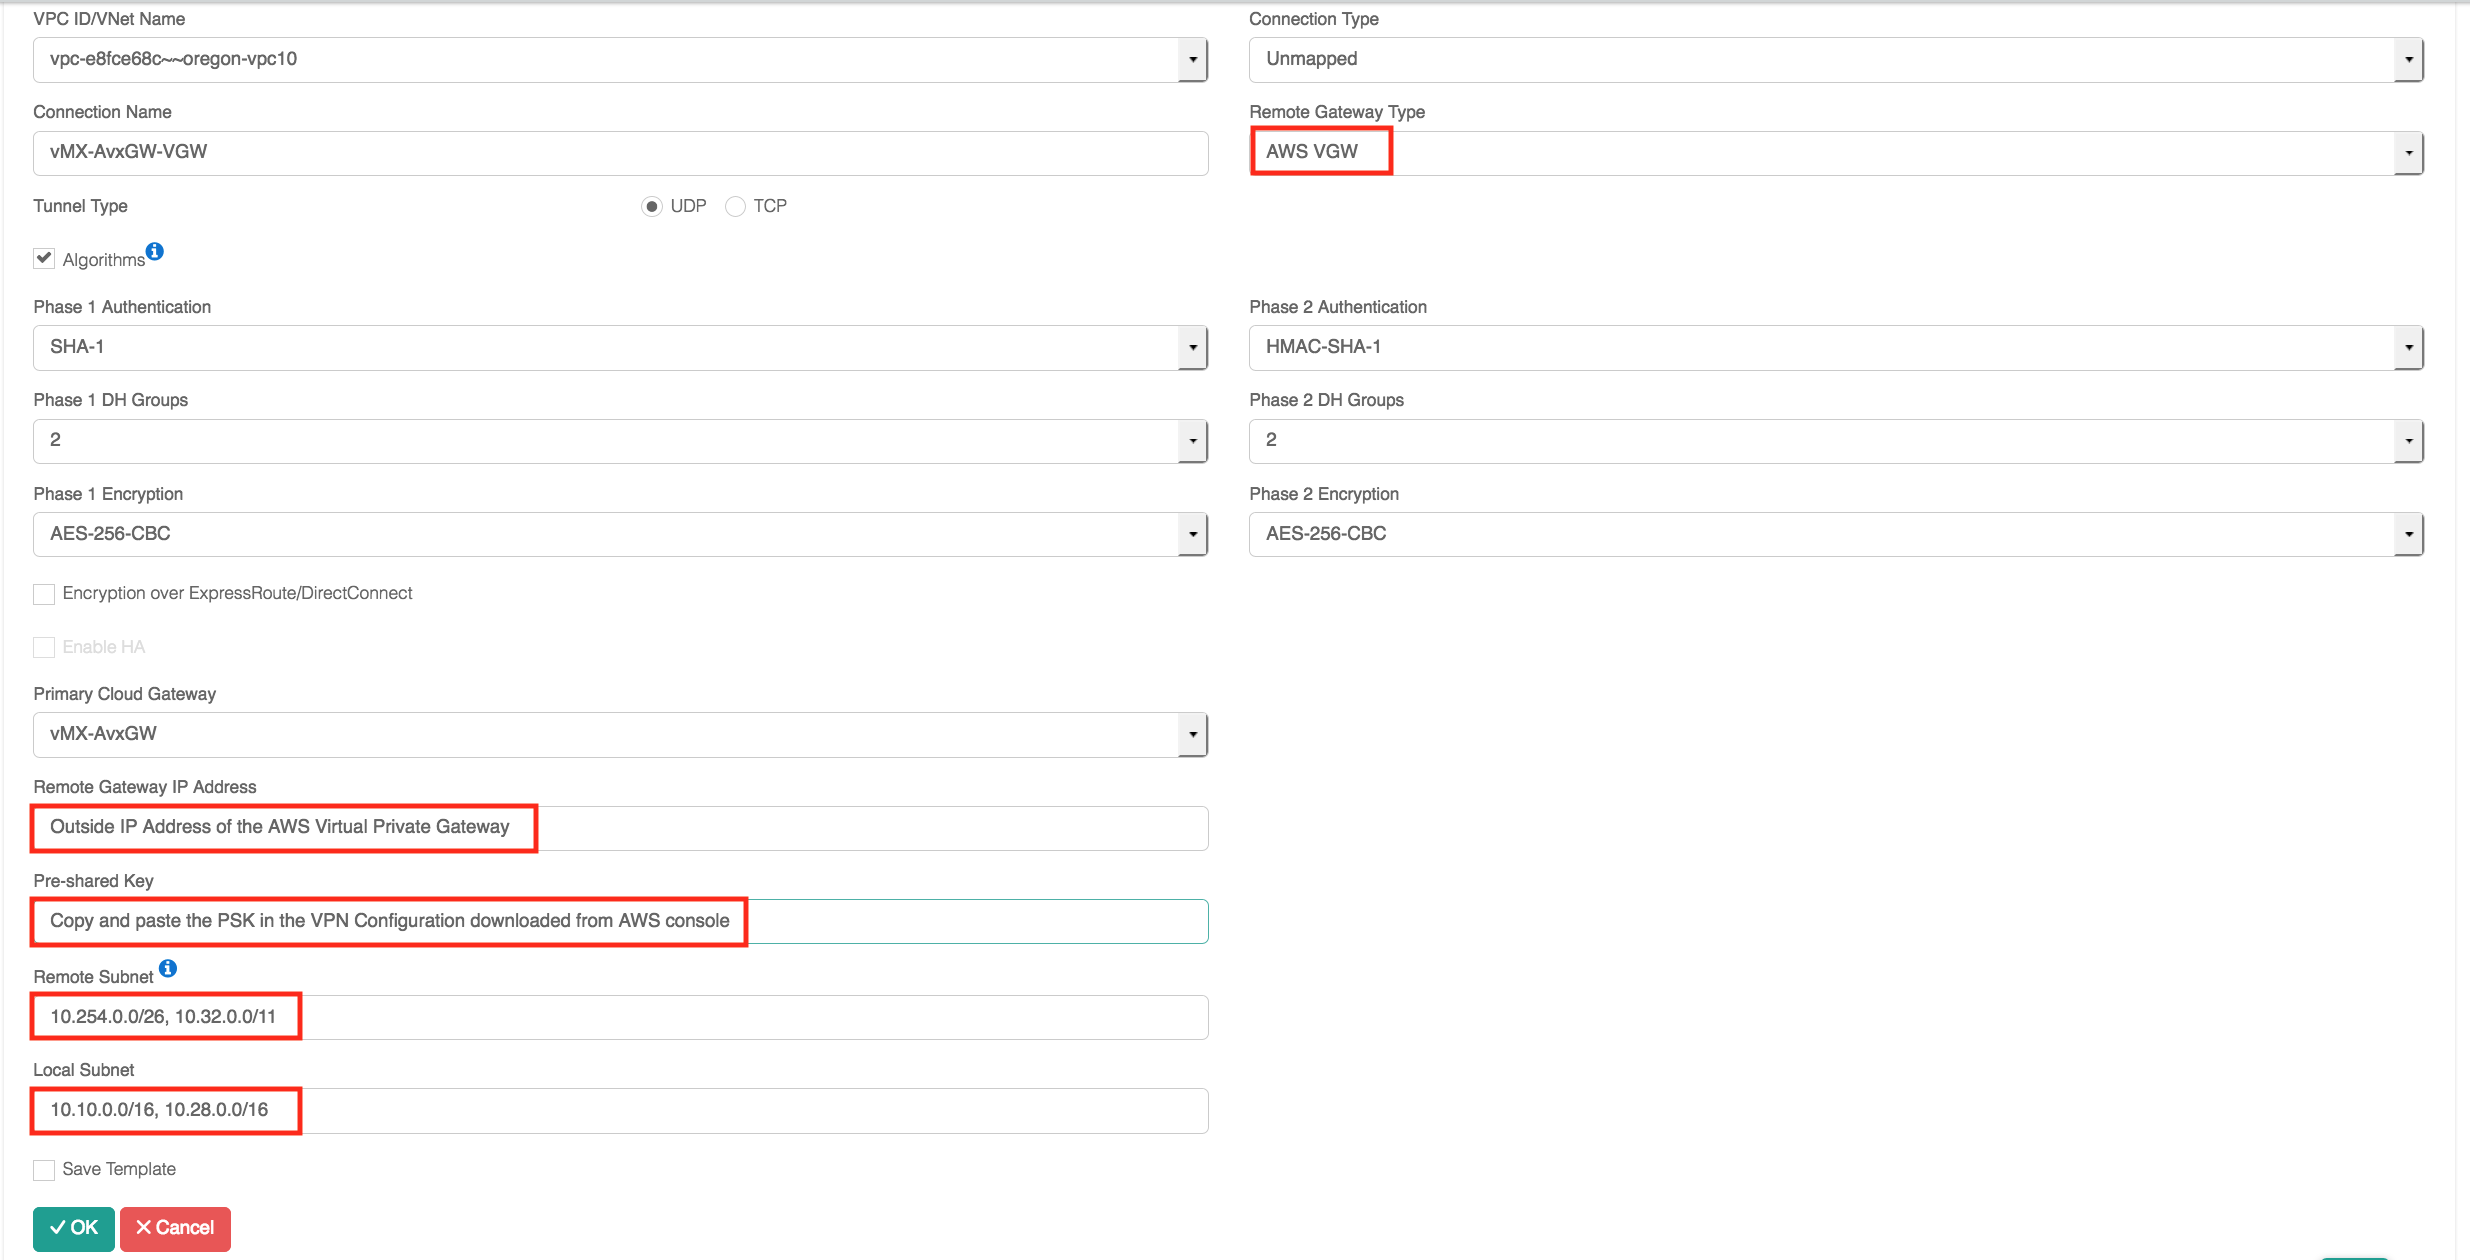 VPC ID/VNet Name
Connection Type
vpc-e8fce68c~~oregon-vpc10
Unmapped
Connection Name
Remote Gateway Type
vMX-AvxGW-VGW
AWS VGW
Tunnel Type
UDP
TCP
Algorithms
Phase 1 Authentication
Phase 2 Authentication
SHA-1
HMAC-SHA-1
Phase 1 DH Groups
Phase 2 DH Groups
2
2
Phase 1 Encryption
Phase 2 Encryption
AES-256-CBC
AES-256-CBC
Encryption over ExpressRoute/DirectConnect
Enable HA
Primary Cloud Gateway
vMX-AvxGW
Remote Gateway IP Address
Outside IP Address of the AWS Virtual Private Gateway
Pre-shared Key
Copy and paste the PSK in the VPN Configuration downloaded from AWS console
Remote Subnet
10.254.0.0/26, 10.32.0.0/11
Local Subnet
10.10.0.0/16, 10.28.0.0/16
Save Template
OK
Cancel